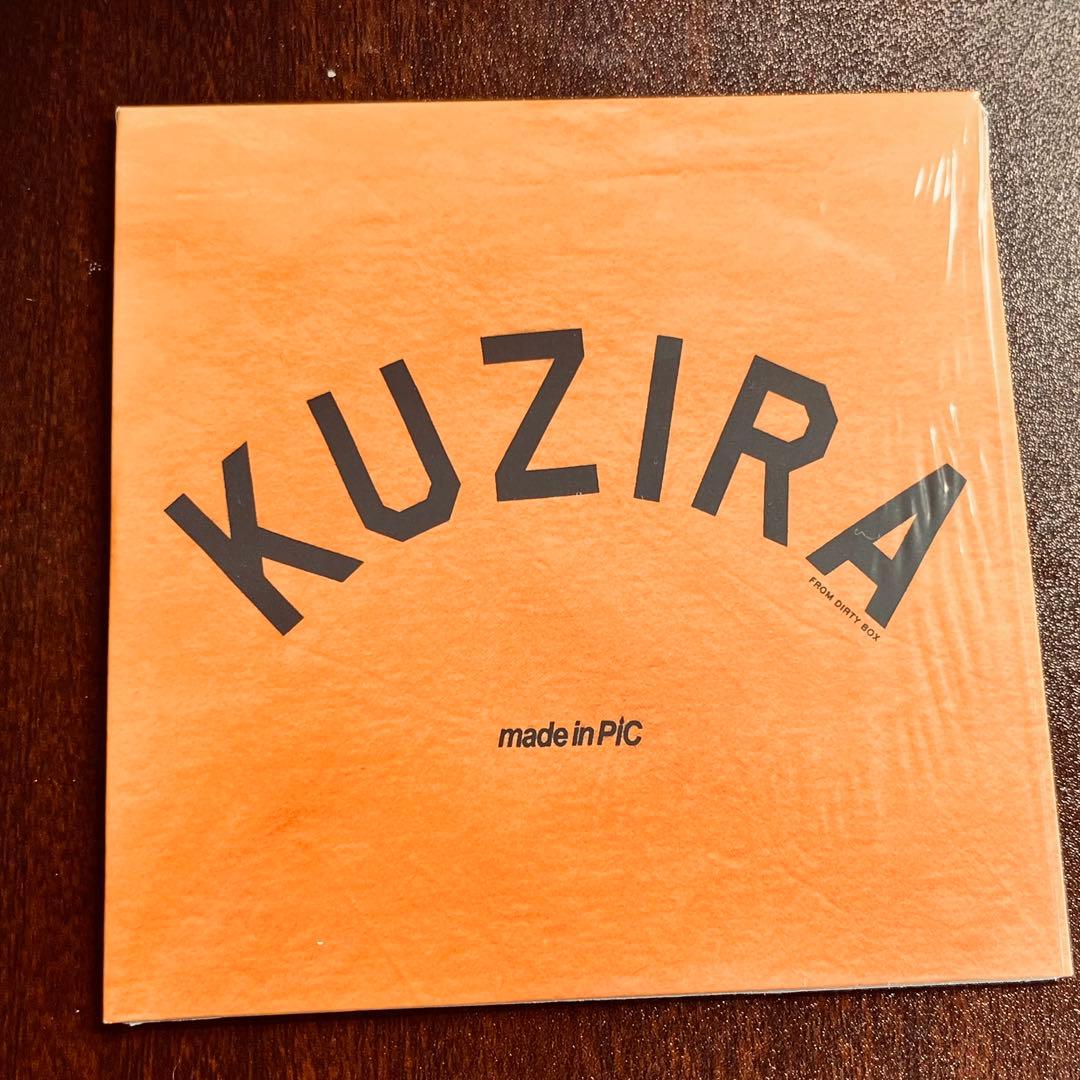 KUZIRA
FROM DIRTY BOX
made in PIC